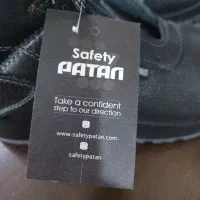 Safety
PATAN
Take a confident
step to our direction
www.safetypatan.com
safetypatan